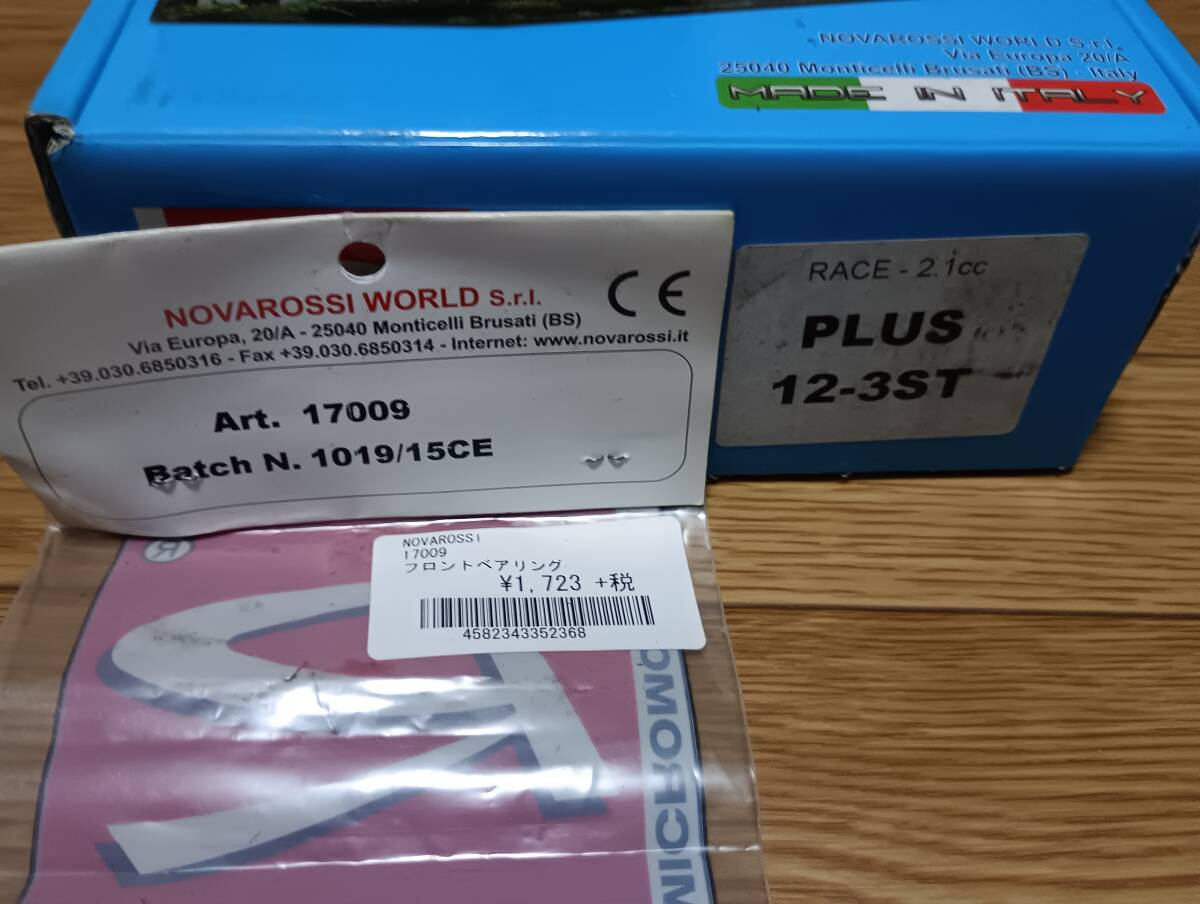 NOVAROSSI WORLD S.r.l.
Via Europa 20/A
25040 Monticelli Brusati (BS) - Italy
MADE IN ITALY
NOVAROSSI WORLD S.r.l.
Via Europa, 20/A - 25040 Monticelli Brusati (BS)
Tel. +39.030.6850316 - Fax +39.030.6850314 - Internet: www.novarossi.it
CE
Art. 17009
Batch N. 1019/15CE
RACE - 2.1cc
PLUS
12-3ST
NOVAROSSI
17009
フロントベアリング
¥1,723 +税
4582343352368
®
MICROMO